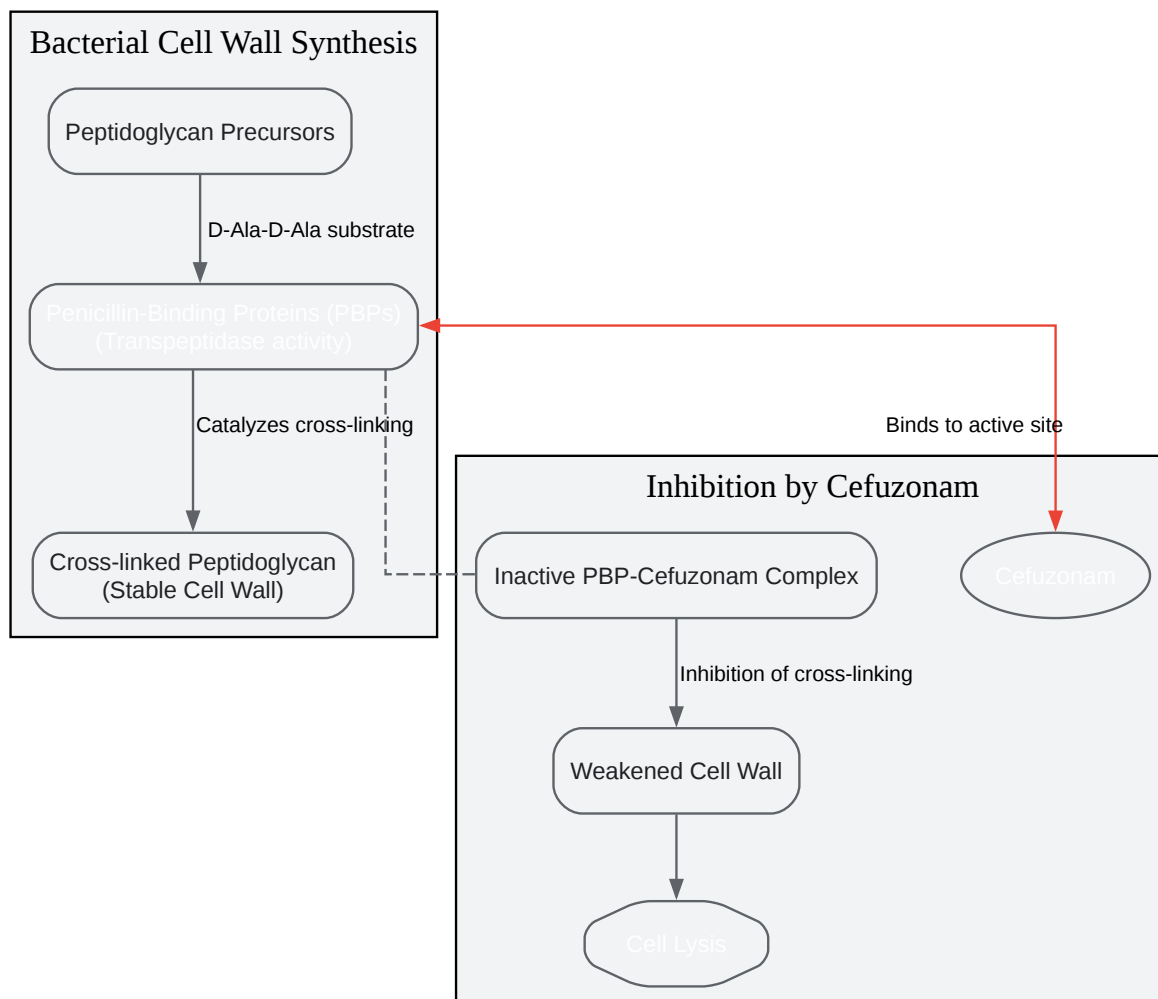 Bacterial Cell Wall Synthesis
Peptidoglycan Precursors
D-Ala-D-Ala substrate
Penicillin-Binding Proteins (PBPs)
(Transpeptidase activity)
Catalyzes cross-linking
Cross-linked Peptidoglycan
(Stable Cell Wall)
Binds to active site
Inhibition by Cefuzonam
Inactive PBP-Cefuzonam Complex
Cefuzonam
Inhibition of cross-linking
Weakened Cell Wall
Cell Lysis